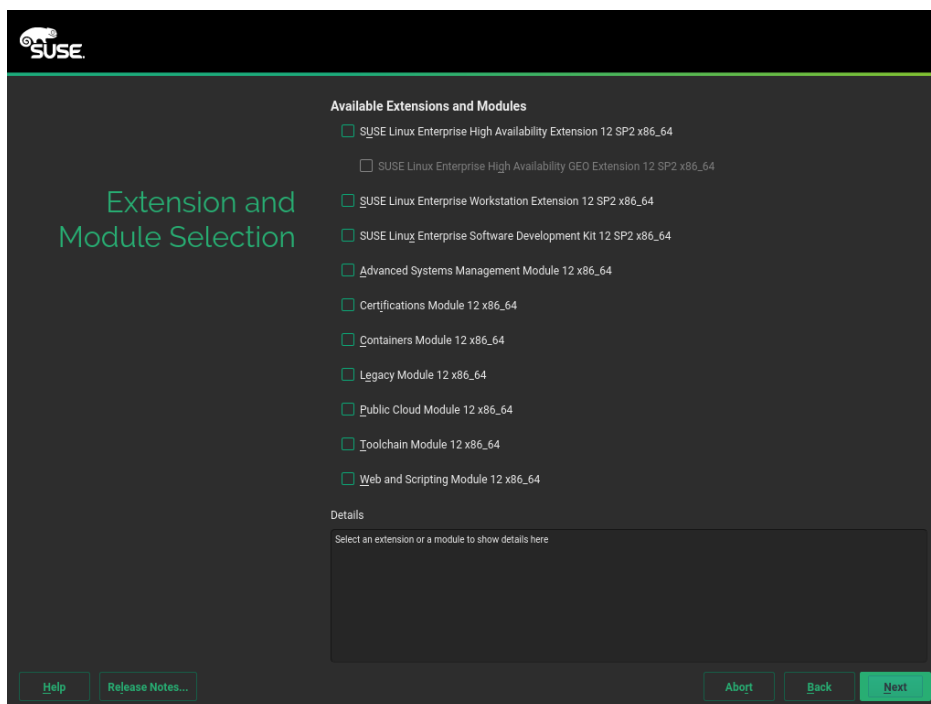 SUSE.
Available Extensions and Modules
SUSE Linux Enterprise High Availability Extension 12 SP2 x86_64
SUSE Linux Enterprise High Availability GEO Extension 12 SP2 x86_64
Extension and
Module Selection
SUSE Linux Enterprise Workstation Extension 12 SP2 x86_64
SUSE Linux Enterprise Software Development Kit 12 SP2 x86_64
Advanced Systems Management Module 12 x86_64
Certifications Module 12 x86_64
Containers Module 12 x86_64
Legacy Module 12 x86_64
Public Cloud Module 12 x86_64
Toolchain Module 12 x86_64
Web and Scripting Module 12 x86_64
Details
Select an extension or a module to show details here
Help Release Notes... Abort Back Next